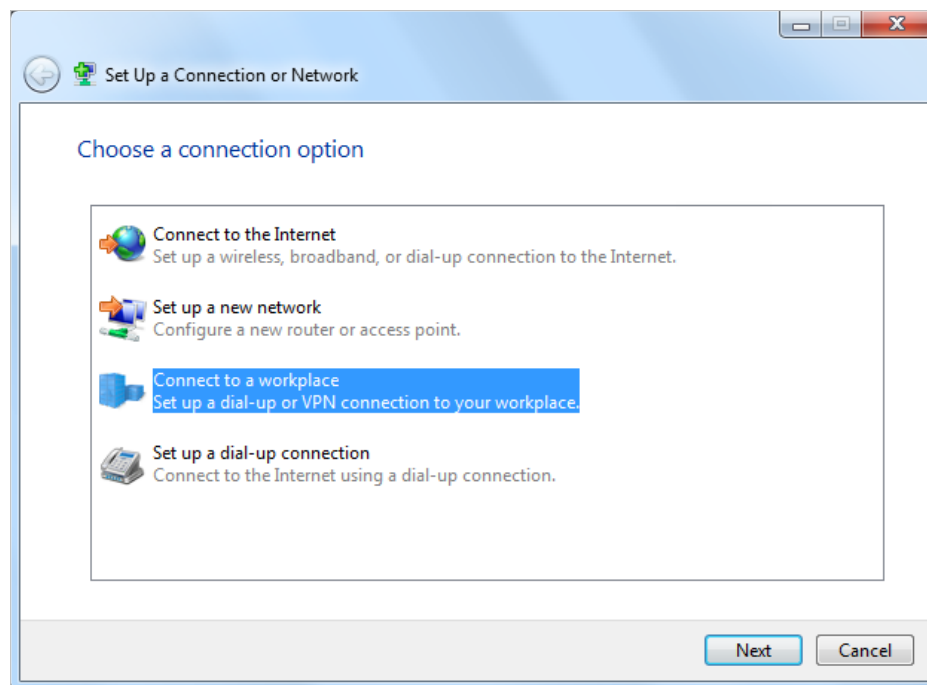 Set Up a Connection or Network
Choose a connection option
Connect to the Internet
Set up a wireless, broadband, or dial-up connection to the Internet.
Set up a new network
Configure a new router or access point.
Connect to a workplace
Set up a dial-up or VPN connection to your workplace.
Set up a dial-up connection
Connect to the Internet using a dial-up connection.
Next
Cancel